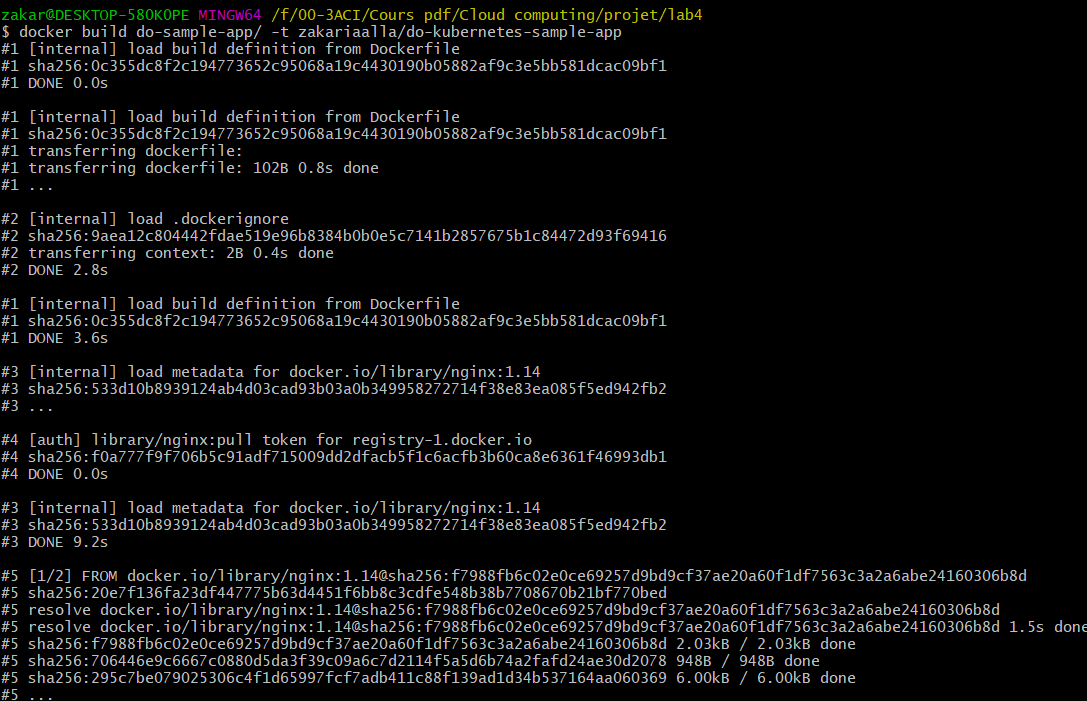 zakar@DESKTOP-580KOPE MINGW64 /f/00-3ACI/Cours pdf/Cloud computing/projet/lab4
$ docker build do-sample-app/ -t zakariaalla/do-kubernetes-sample-app
#1 [internal] load build definition from Dockerfile
#1 sha256:0c355dc8f2c194773652c95068a19c4430190b05882af9c3e5bb581dcac09bf1
#1 DONE 0.0s

#1 [internal] load build definition from Dockerfile
#1 sha256:0c355dc8f2c194773652c95068a19c4430190b05882af9c3e5bb581dcac09bf1
#1 transferring dockerfile:
#1 transferring dockerfile: 102B 0.8s done
#1 ...

#2 [internal] load .dockerignore
#2 sha256:9aea12c804442fdae519e96b8384b0b0e5c7141b2857675b1c84472d93f69416
#2 transferring context: 2B 0.4s done
#2 DONE 2.8s

#1 [internal] load build definition from Dockerfile
#1 sha256:0c355dc8f2c194773652c95068a19c4430190b05882af9c3e5bb581dcac09bf1
#1 DONE 3.6s

#3 [internal] load metadata for docker.io/library/nginx:1.14
#3 sha256:533d10b8939124ab4d03cad93b03a0b349958272714f38e83ea085f5ed942fb2
#3 ...

#4 [auth] library/nginx:pull token for registry-1.docker.io
#4 sha256:f0a777f9f706b5c91adf715009dd2dfacb5f1c6acfb3b60ca8e6361f46993db1
#4 DONE 0.0s

#3 [internal] load metadata for docker.io/library/nginx:1.14
#3 sha256:533d10b8939124ab4d03cad93b03a0b349958272714f38e83ea085f5ed942fb2
#3 DONE 9.2s

#5 [1/2] FROM docker.io/library/nginx:1.14@sha256:f7988fb6c02e0ce69257d9bd9cf37ae20a60f1df7563c3a2a6abe24160306b8d
#5 sha256:20e7f136fa23df447775b63d4451f6bb8c3cdfe548b38b7708670b21bf770bed
#5 resolve docker.io/library/nginx:1.14@sha256:f7988fb6c02e0ce69257d9bd9cf37ae20a60f1df7563c3a2a6abe24160306b8d
#5 resolve docker.io/library/nginx:1.14@sha256:f7988fb6c02e0ce69257d9bd9cf37ae20a60f1df7563c3a2a6abe24160306b8d 1.5s done
#5 sha256:f7988fb6c02e0ce69257d9bd9cf37ae20a60f1df7563c3a2a6abe24160306b8d 2.03kB / 2.03kB done
#5 sha256:706446e9c6667c0880d5da3f39c09a6c7d2114f5a5d6b74a2fafd24ae30d2078 948B / 948B done
#5 sha256:295c7be079025306c4f1d65997fcf7adb411c88f139ad1d34b537164aa060369 6.00kB / 6.00kB done
#5 ...